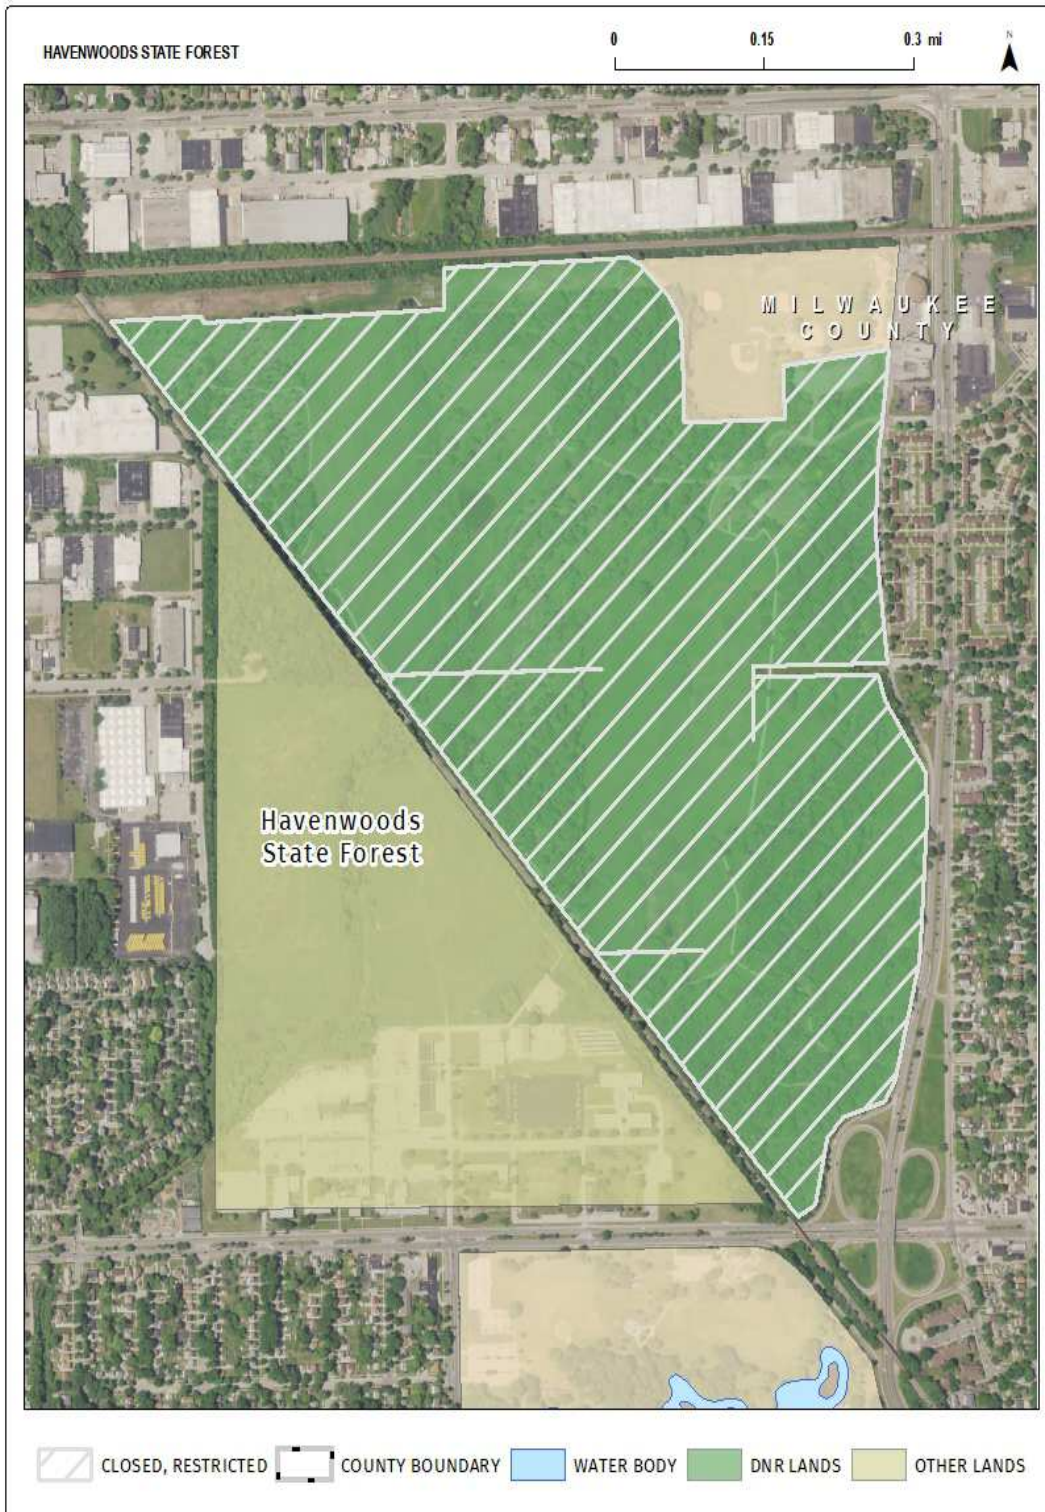 HAVENWOODS STATE FOREST
0 0.15 0.3 mi
N
MILWAUKEE
COUNTY
Havenwoods
State Forest
CLOSED, RESTRICTED COUNTY BOUNDARY WATER BODY DNR LANDS OTHER LANDS